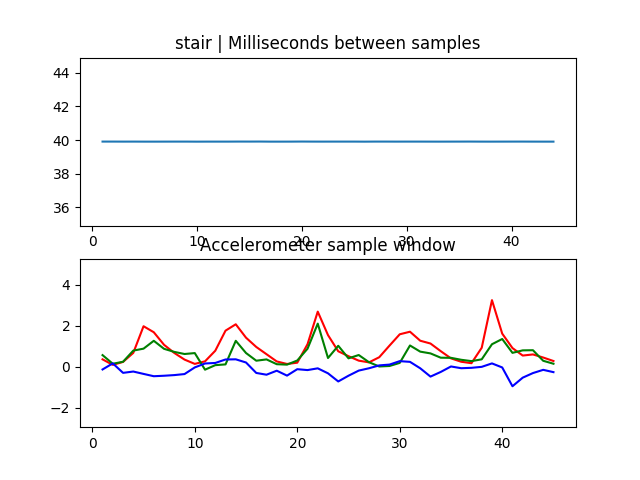 stair | Milliseconds between samples
44
42
40
38
36
0 10 20 30 40
Accelerometer sample window
4
2
0
−2
0 10 20 30 40